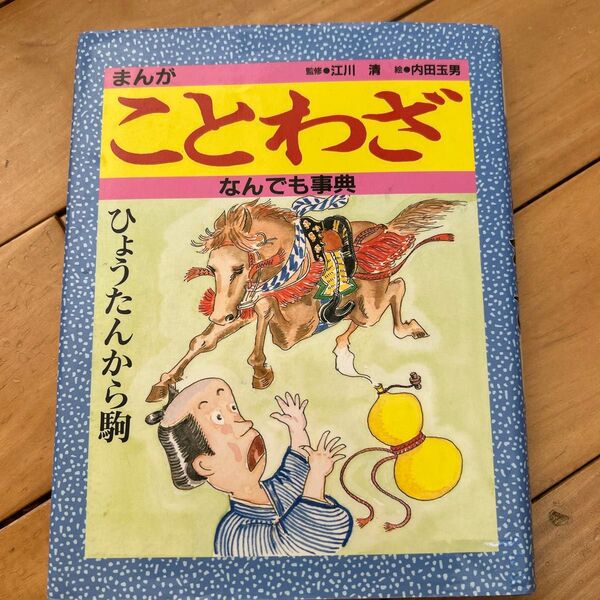 まんが
監修●江川 清 絵●内田玉男
ことわざ
なんでも事典
ひょうたんから駒